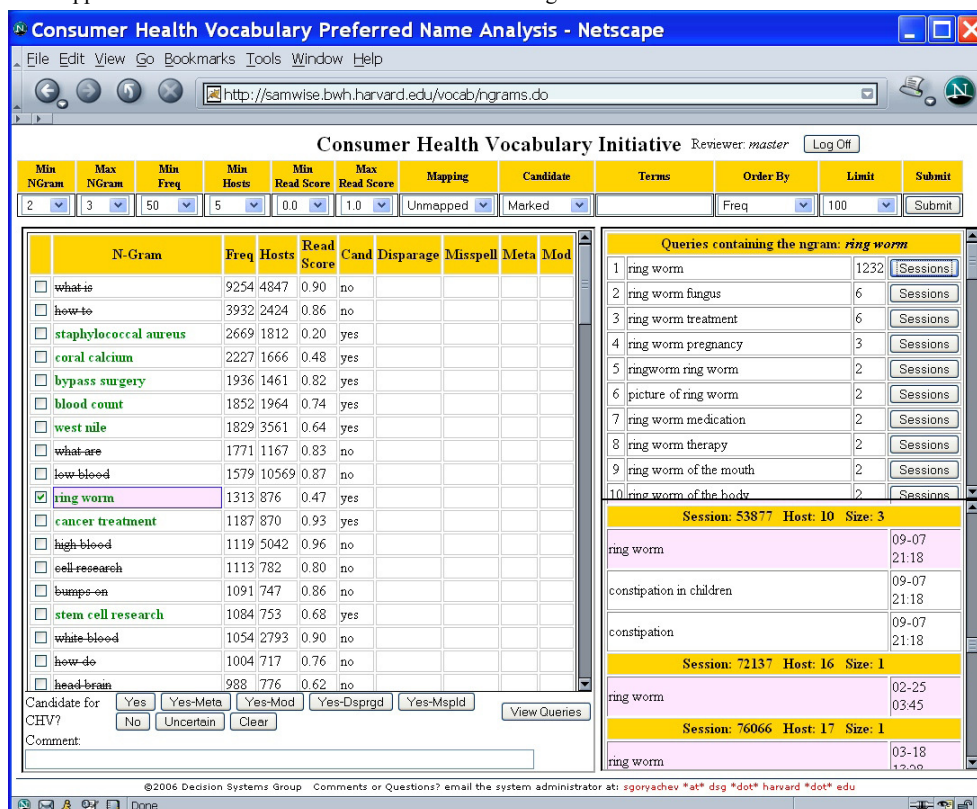 Consumer Health Vocabulary Preferred Name Analysis - Netscape
File Edit View Go Bookmarks Tools Window Help
http://samwise.bwh.harvard.edu/vocab/ngrams.do
Consumer Health Vocabulary Initiative Reviewer: master Log Off
Min NGram Max NGram Min Freq Min Hosts Min Read Score Max Read Score Mapping Candidate Terms Order By Limit Submit
2 3 50 5 0.0 1.0 Unmapped Marked Freq 100 Submit
N-Gram Freq Hosts Read Score Cand Disparage Misspell Meta Mod
what is 9254 4847 0.90 no
how to 3932 2424 0.86 no
staphylococcal aureus 2669 1812 0.20 yes
coral calcium 2227 1666 0.48 yes
bypass surgery 1936 1461 0.82 yes
blood count 1852 1964 0.74 yes
west nile 1829 3561 0.64 yes
what are 1771 1167 0.83 no
low blood 1579 10569 0.87 no
ring worm 1313 876 0.47 yes
cancer treatment 1187 870 0.93 yes
high blood 1119 5042 0.96 no
cell research 1113 782 0.80 no
bumps on 1091 747 0.86 no
stem cell research 1084 753 0.68 yes
white blood 1054 2793 0.90 no
how do 1004 717 0.76 no
head brain 988 776 0.62 no
Candidate for CHV? Yes Yes-Meta Yes-Mod Yes-Dsprgd Yes-Mspld
No Uncertain Clear View Queries
Comment:
Queries containing the ngram: ring worm
1 ring worm 1232 Sessions
2 ring worm fungus 6 Sessions
3 ring worm treatment 6 Sessions
4 ring worm pregnancy 3 Sessions
5 ringworm ring worm 2 Sessions
6 picture of ring worm 2 Sessions
7 ring worm medication 2 Sessions
8 ring worm therapy 2 Sessions
9 ring worm of the mouth 2 Sessions
10 ring worm of the body 2 Sessions
Session: 53877 Host: 10 Size: 3
ring worm 09-07 21:18
constipation in children 09-07 21:18
constipation 09-07 21:18
Session: 72137 Host: 16 Size: 1
ring worm 02-25 03:45
Session: 76066 Host: 17 Size: 1
ring worm 03-18
©2006 Decision Systems Group Comments or Questions? email the system administrator at: sgoryachev *at* dsg *dot* harvard *dot* edu
Done